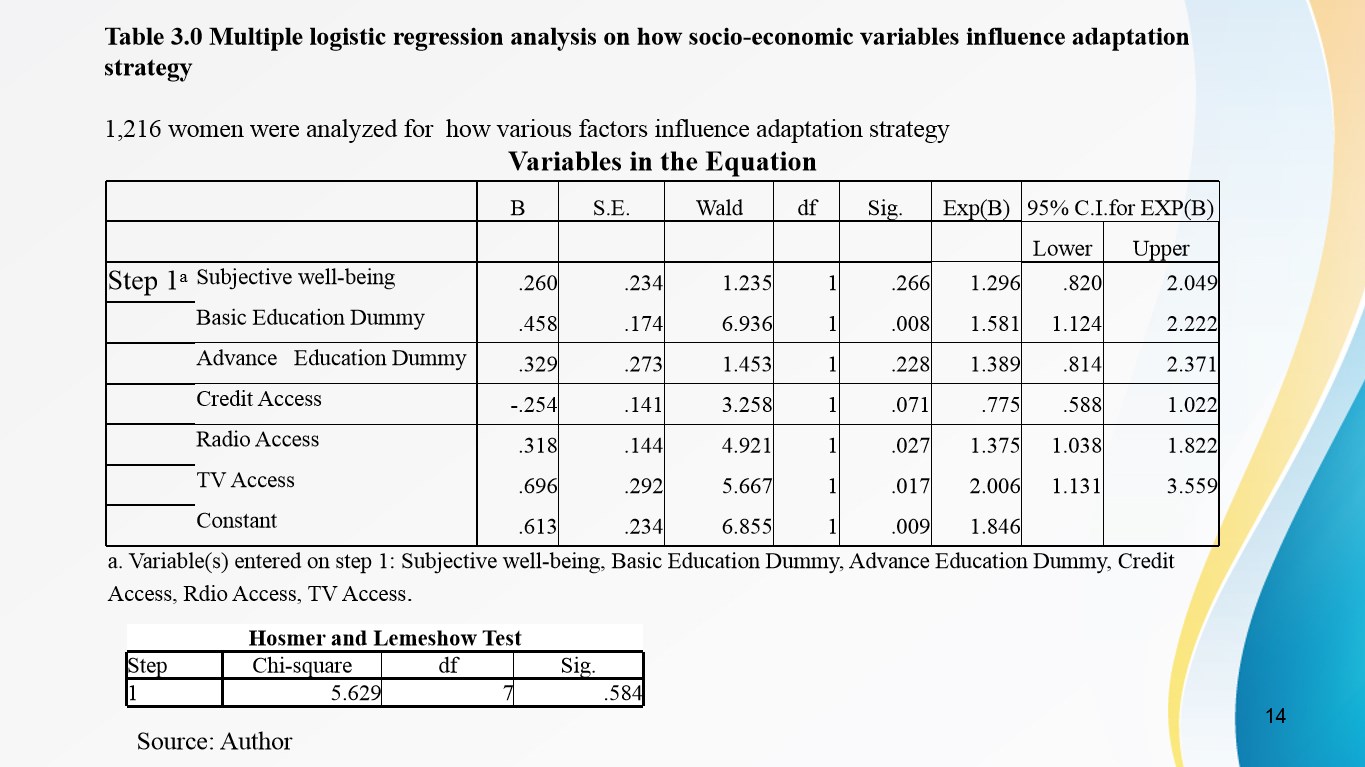 Table 3.0 Multiple logistic regression analysis on how socio-economic variables influence adaptation
strategy
1,216 women were analyzed for  how various factors influence adaptation strategy
Variables in the Equation
B S.E. Wald df Sig. Exp(B) 95% C.I.for EXP(B)
Lower Upper
Step 1a Subjective well-being .260 .234 1.235 1 .266 1.296 .820 2.049
Basic Education Dummy .458 .174 6.936 1 .008 1.581 1.124 2.222
Advance   Education Dummy .329 .273 1.453 1 .228 1.389 .814 2.371
Credit Access -.254 .141 3.258 1 .071 .775 .588 1.022
Radio Access .318 .144 4.921 1 .027 1.375 1.038 1.822
TV Access .696 .292 5.667 1 .017 2.006 1.131 3.559
Constant .613 .234 6.855 1 .009 1.846
a. Variable(s) entered on step 1: Subjective well-being, Basic Education Dummy, Advance Education Dummy, Credit
Access, Rdio Access, TV Access.
Hosmer and Lemeshow Test
Step Chi-square df Sig.
1 5.629 7 .584
14
Source: Author